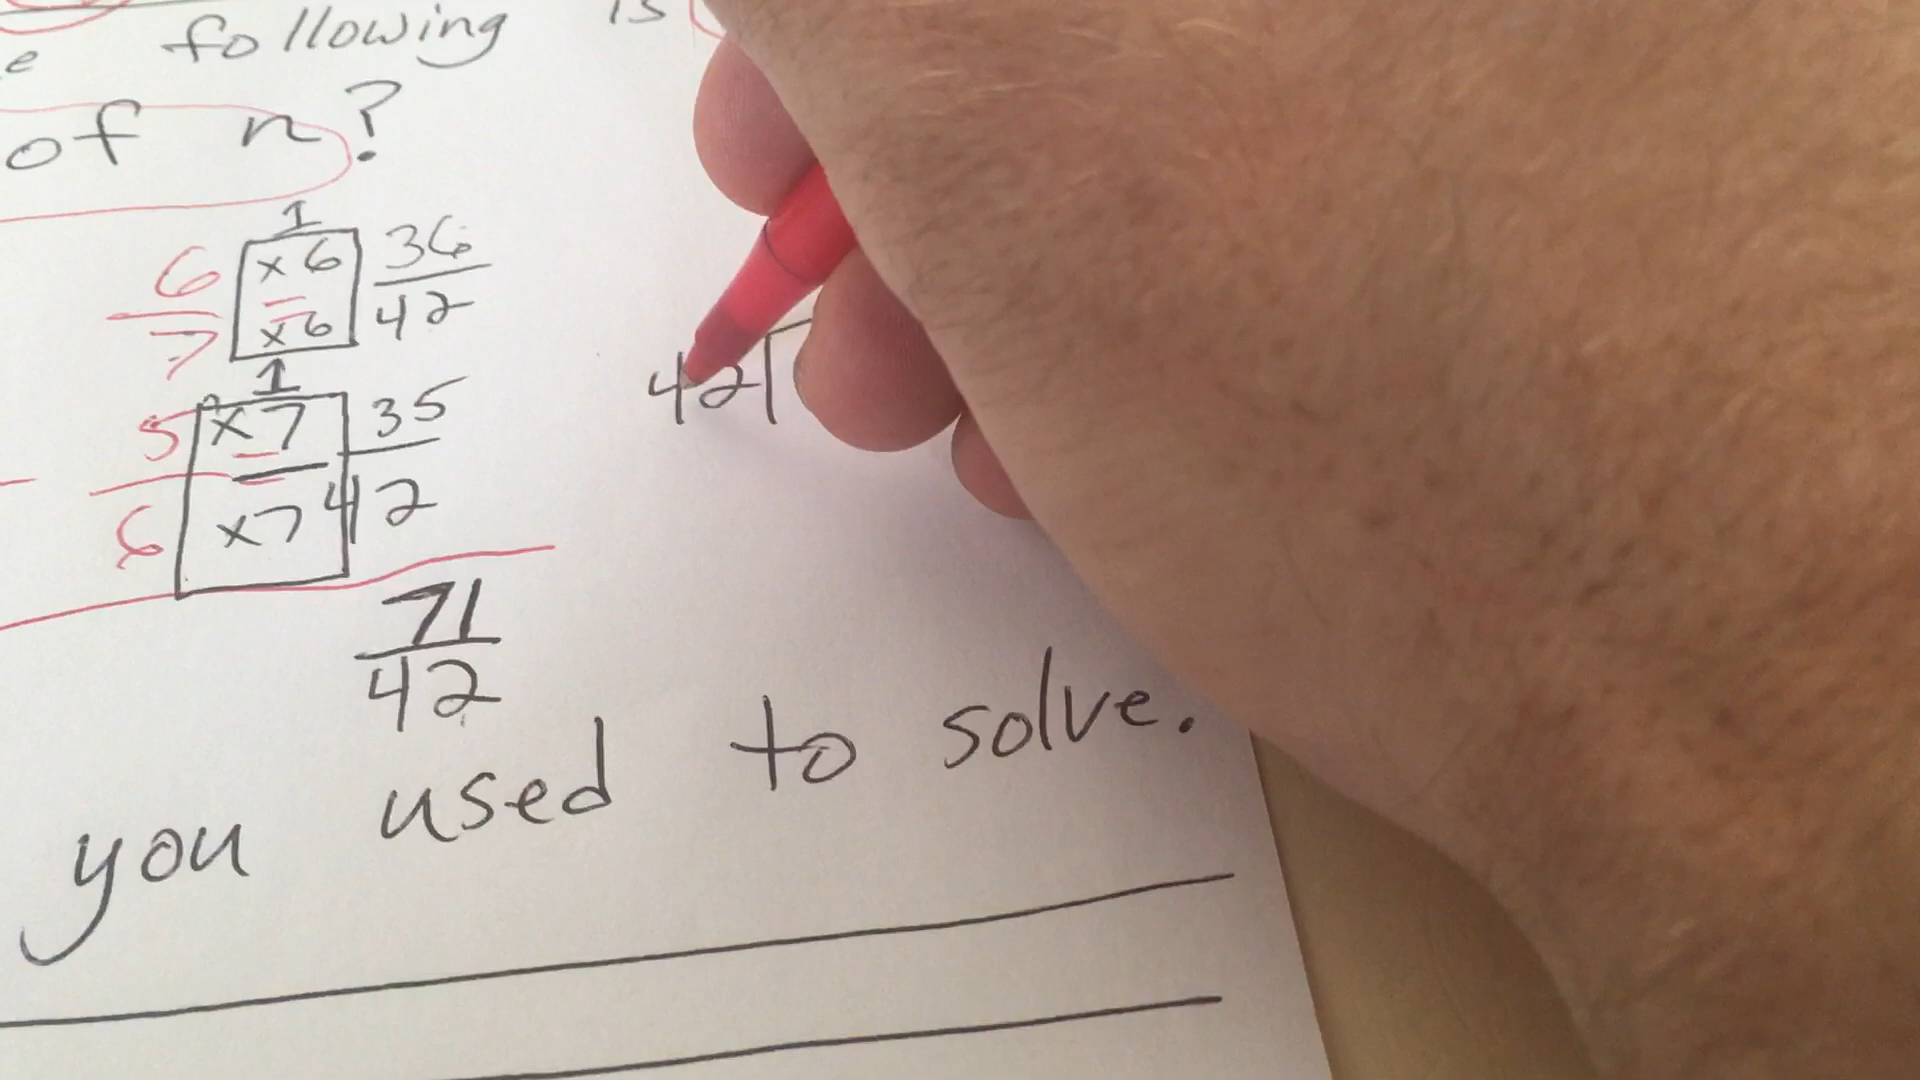 e following is
of n?
1
6 x6 36
7 x6 42
1
5 x7 35
6 x7 42
42
71
42
you used to solve.